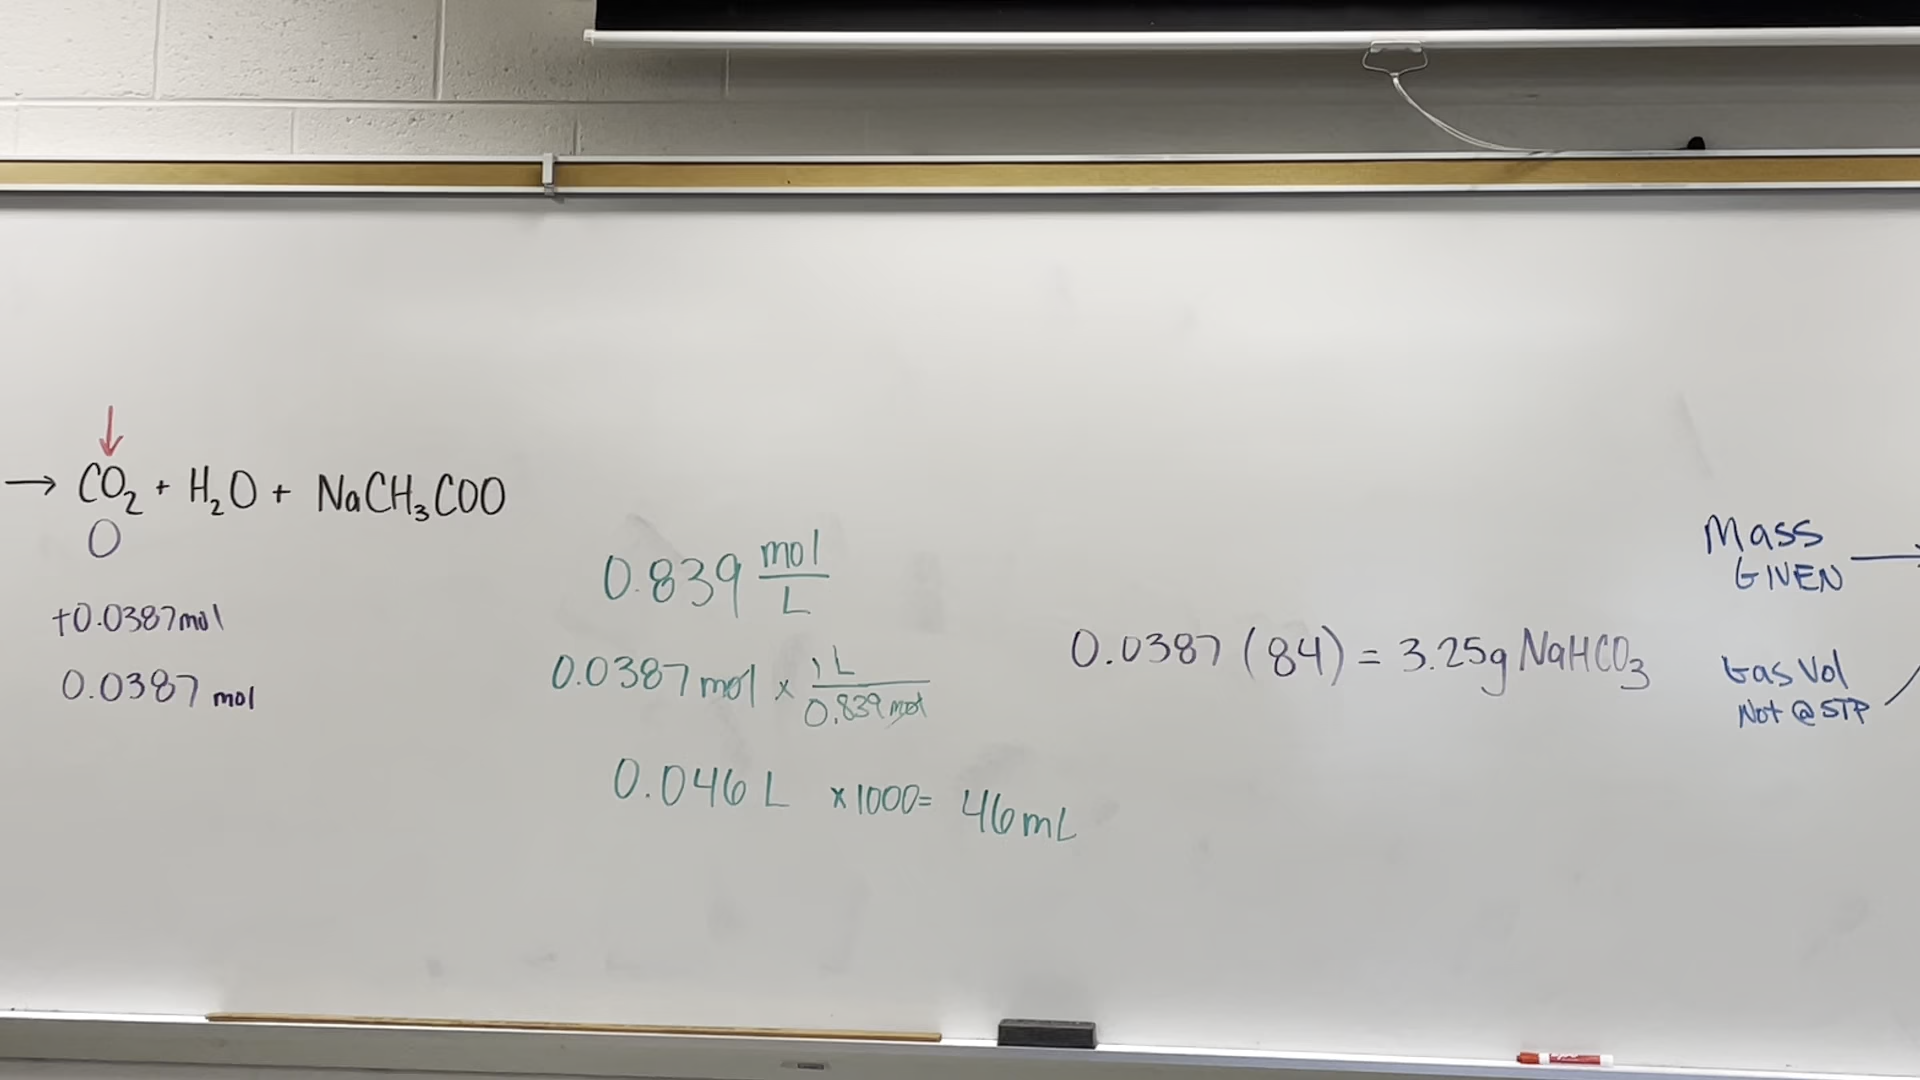 → CO₂ + H₂O + NaCH₃COO
0
+0.0387mol
0.0387 mol
0.839 mol/L
0.0387 mol x 1L/0.839 mol
0.046 L x1000= 46mL
0.0387 (84) = 3.25g NaHCO₃
Mass
GIVEN
Gas Vol
Not @ STP